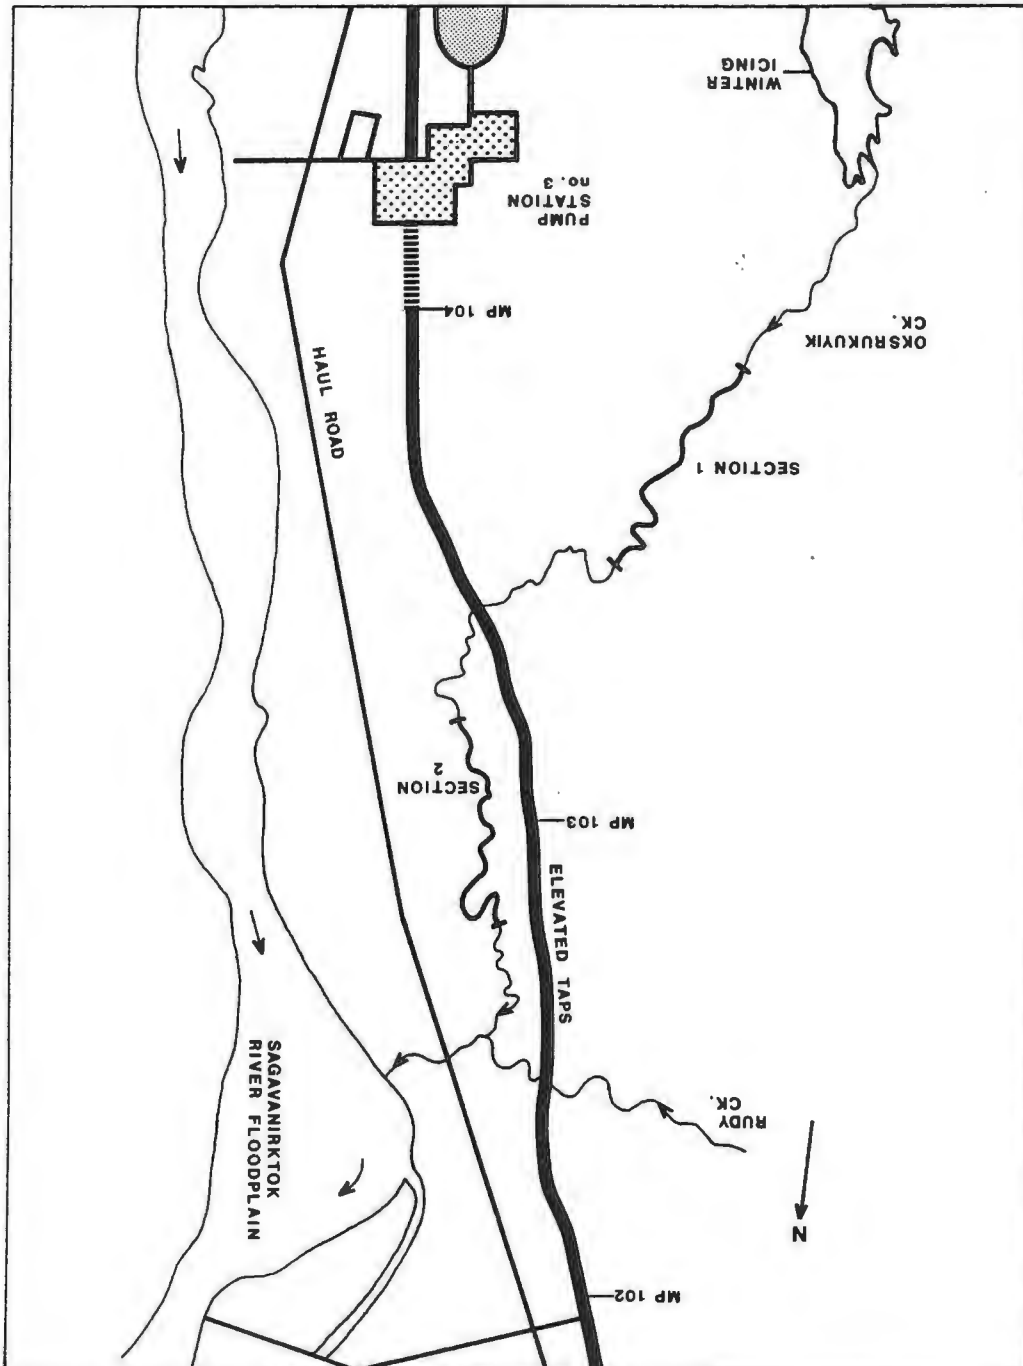 WINTER
ICING
PUMP
STATION
no. 3
MP 104
OKSRUKUYIK
CK.
HAUL ROAD
SECTION 1
SECTION
2
MP 103
ELEVATED TAPS
RUDY
CK.
SAGAVANIRKTOK
RIVER FLOODPLAIN
N
MP 102